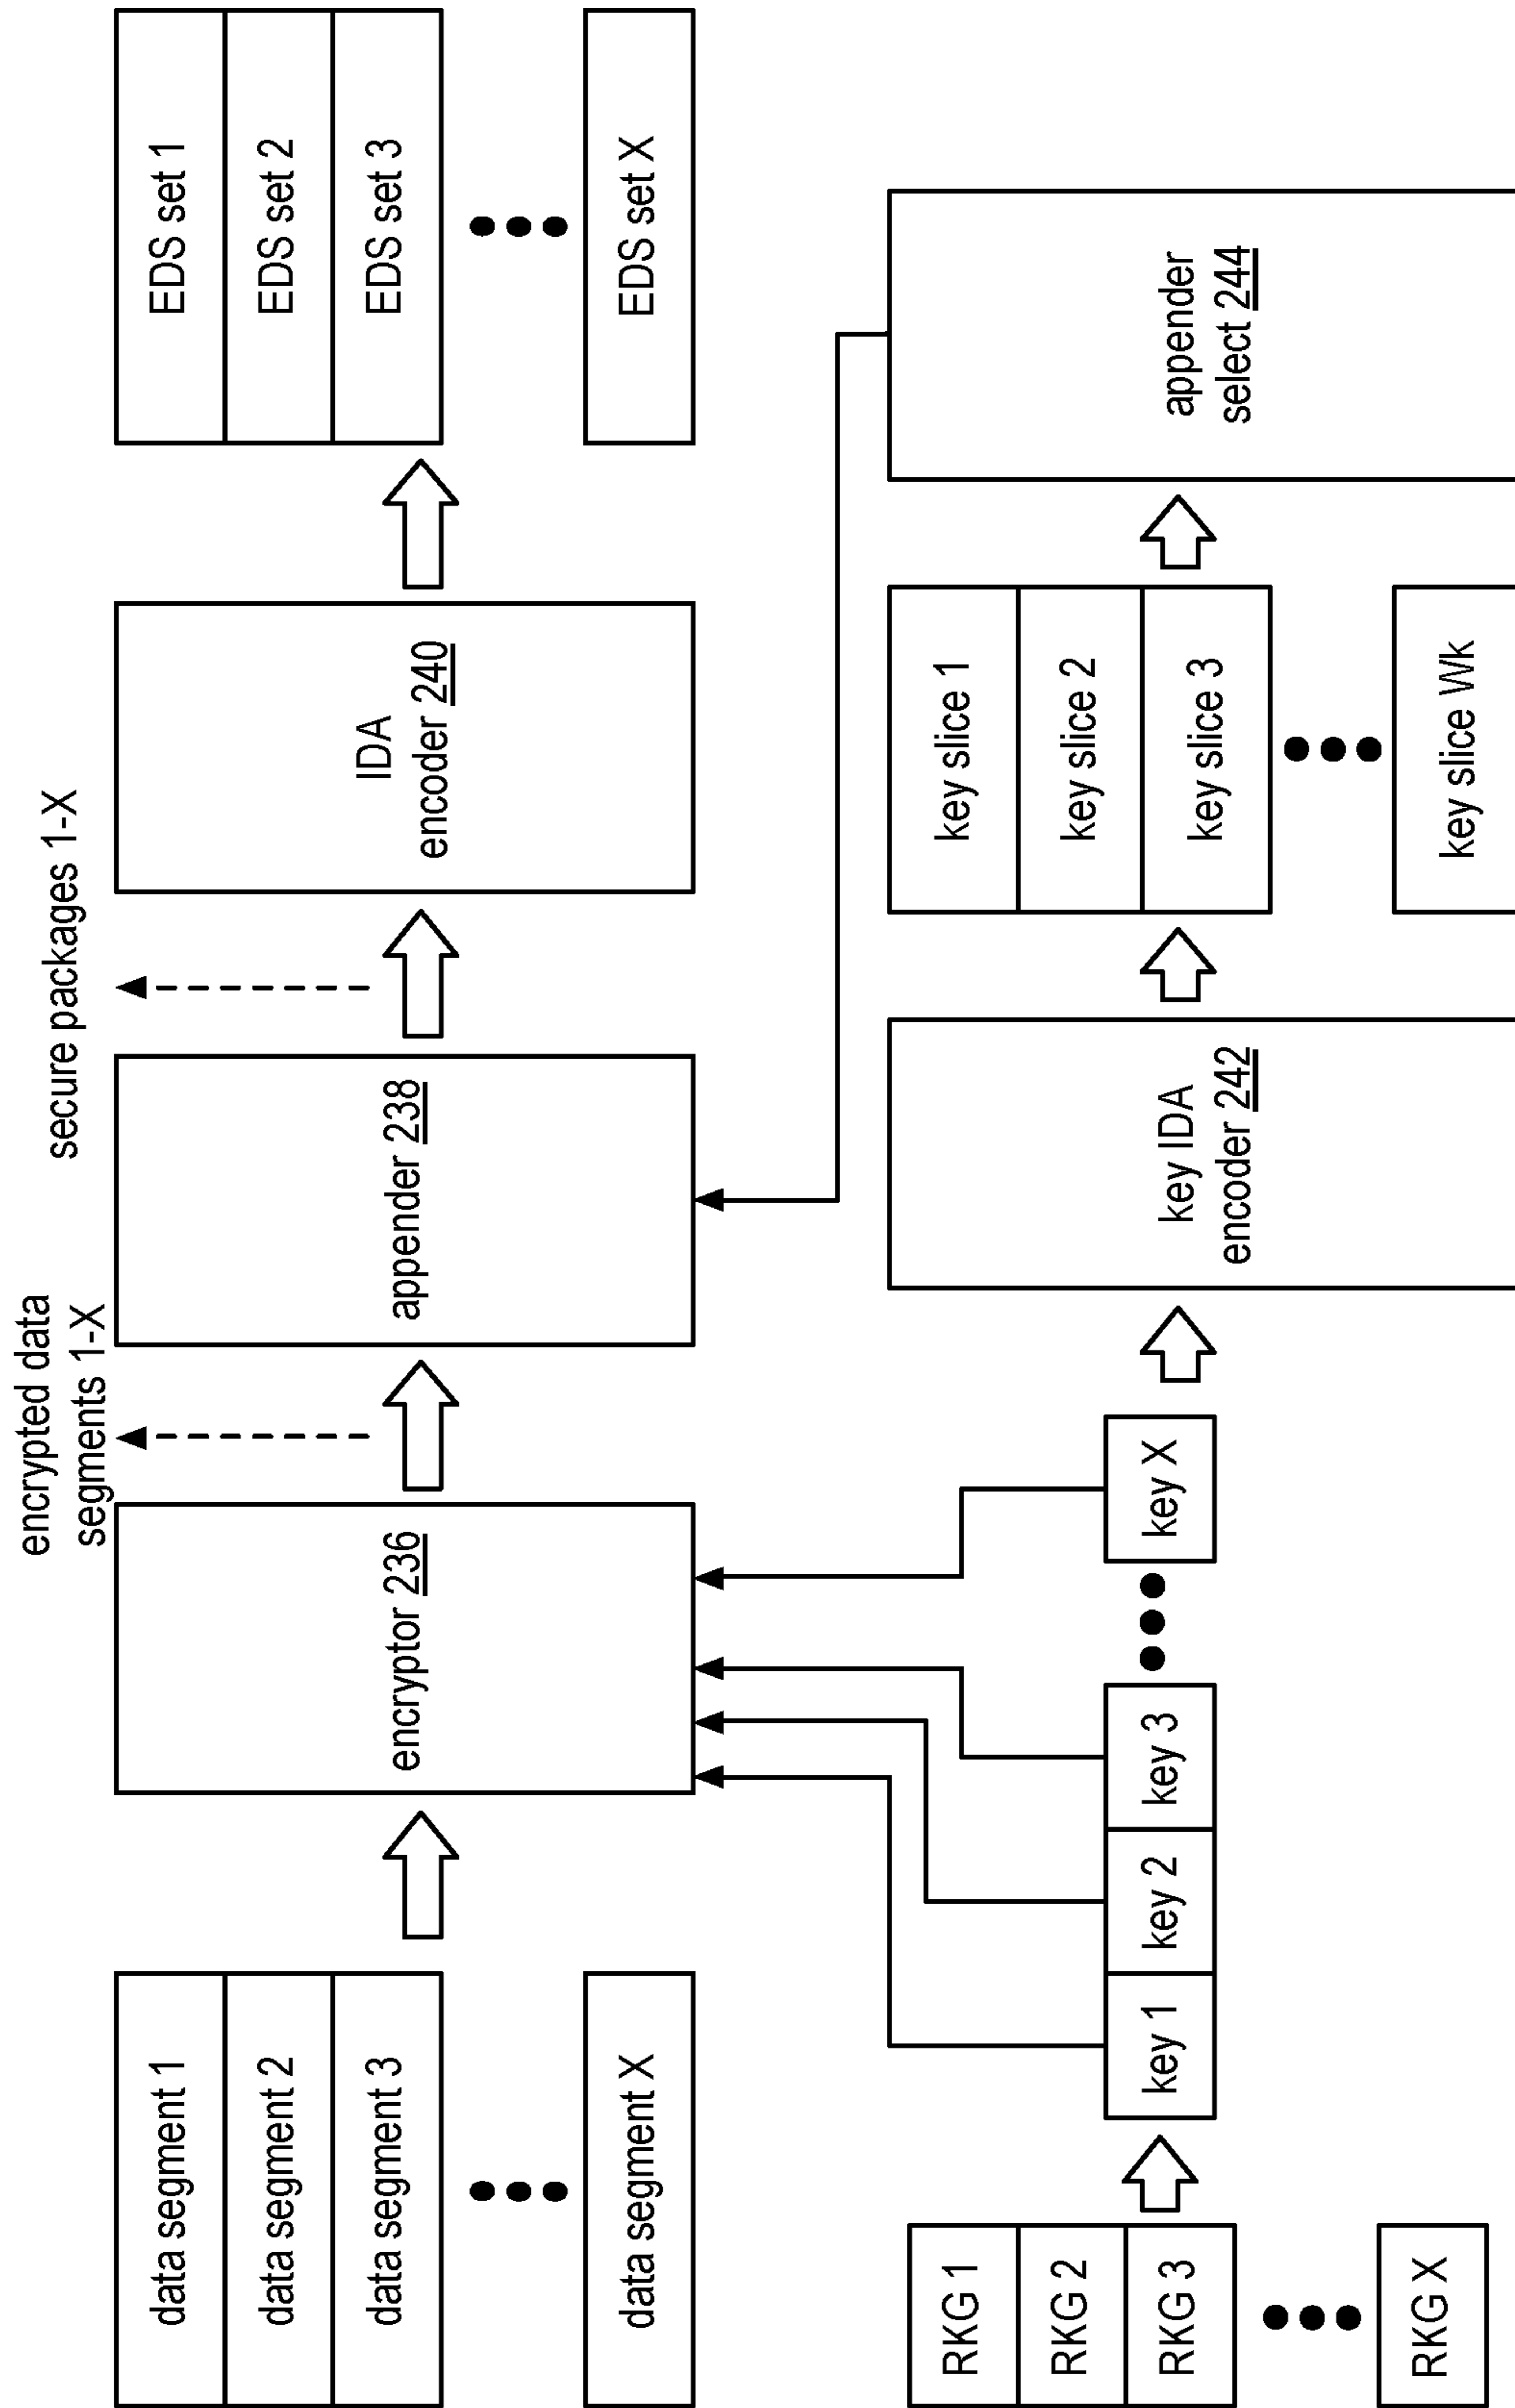 data segment 1
data segment 2
data segment 3
data segment X
encryptor 236
encrypted data
segments 1-X
appender 238
secure packages 1-X
IDA
encoder 240
EDS set 1
EDS set 2
EDS set 3
EDS set X
RKG 1
RKG 2
RKG 3
RKG X
key 1
key 2
key 3
key X
key IDA
encoder 242
key slice 1
key slice 2
key slice 3
key slice Wk
appender
select 244